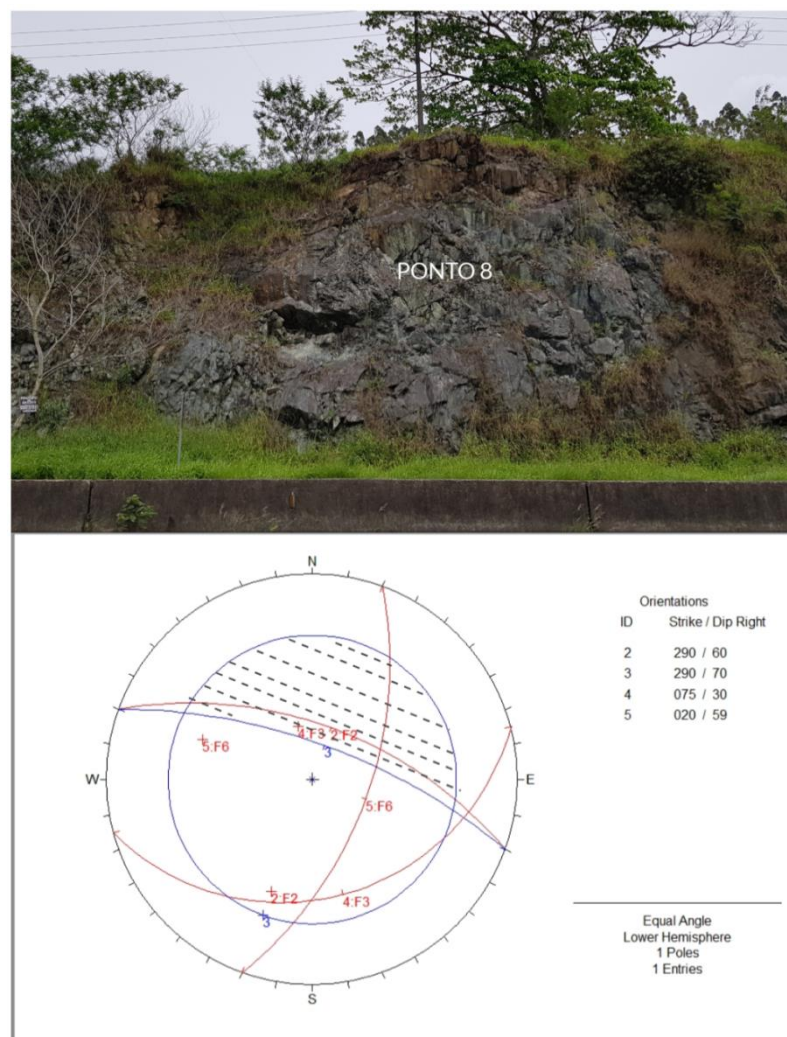 PONTO 8
N
Orientations
ID Strike / Dip Right
2 290 / 60
3 290 / 70
4 075 / 30
5 020 / 59
4:F3 2:F2
5:F6
3
W
E
5:F6
2:F2
4:F3
3
S
Equal Angle
Lower Hemisphere
1 Poles
1 Entries